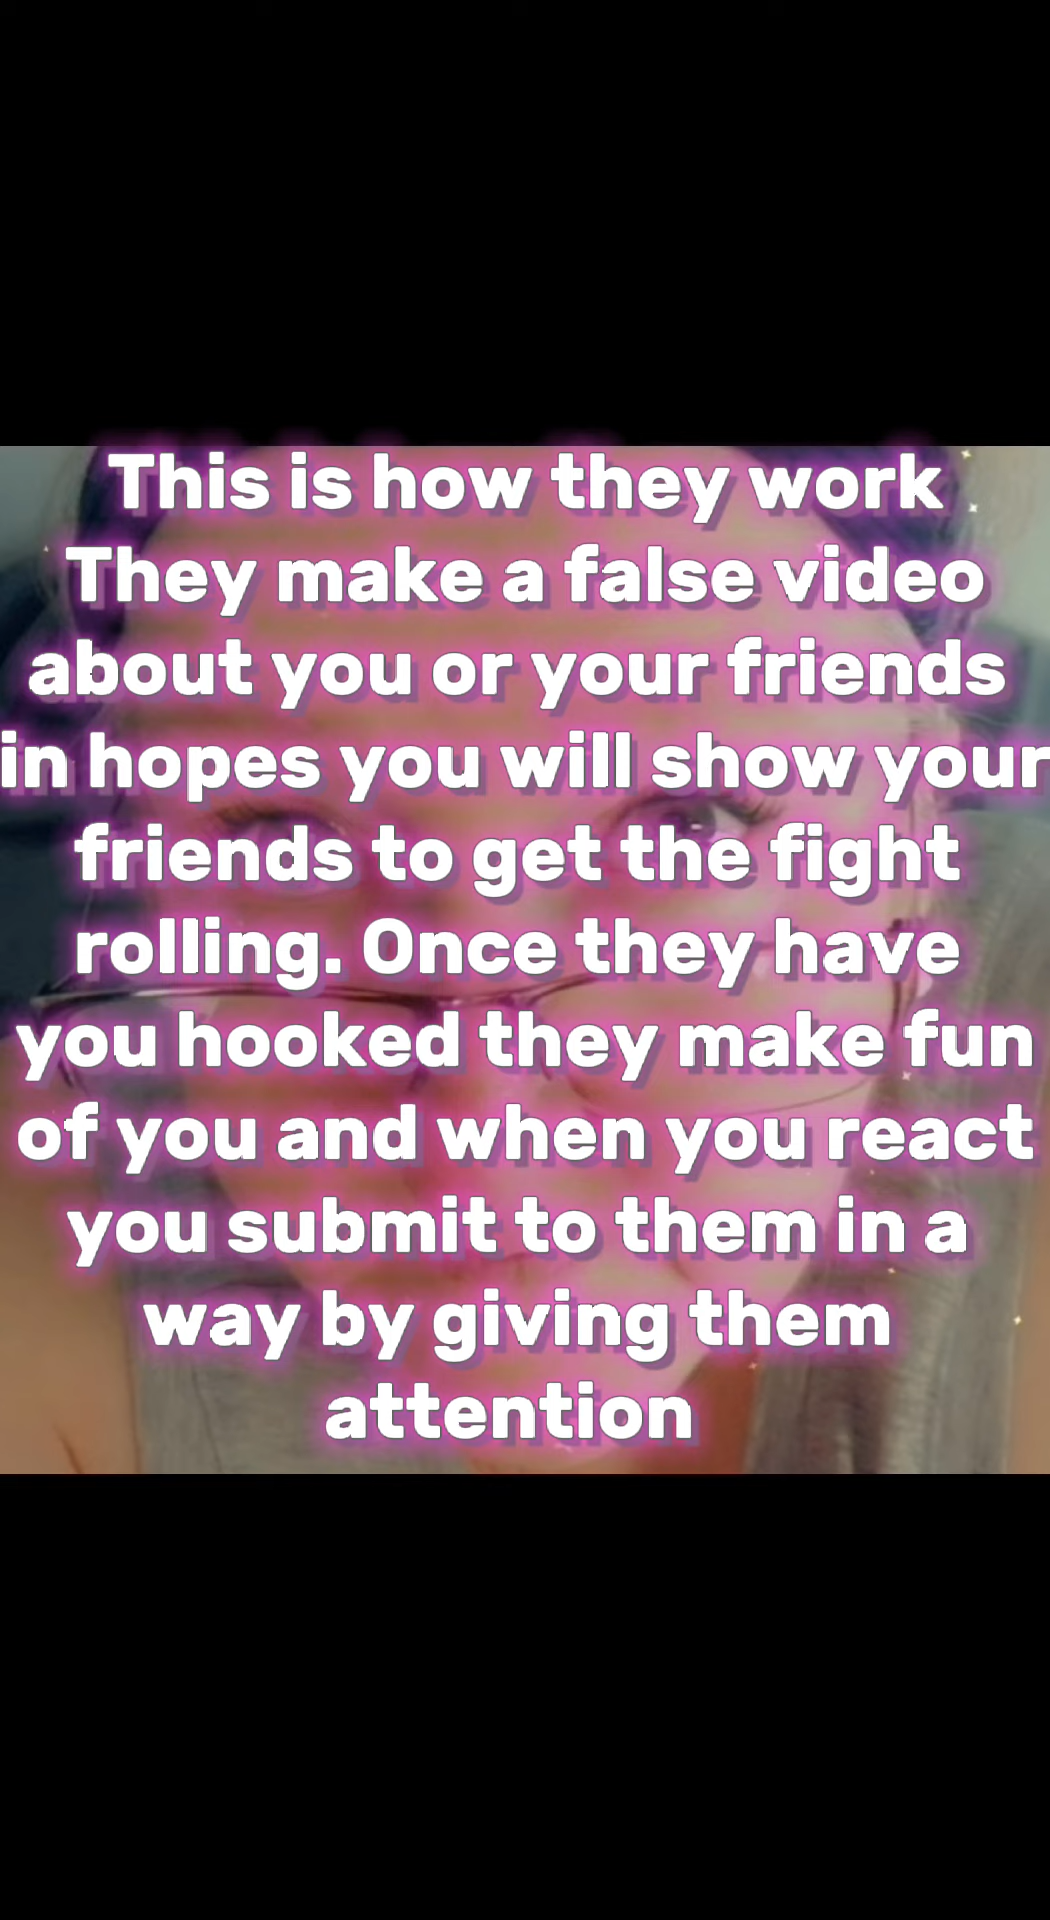 This is how they work
They make a false video
about you or your friends
in hopes you will show your
friends to get the fight
rolling. Once they have
you hooked they make fun
of you and when you react
you submit to them in a
way by giving them
attention